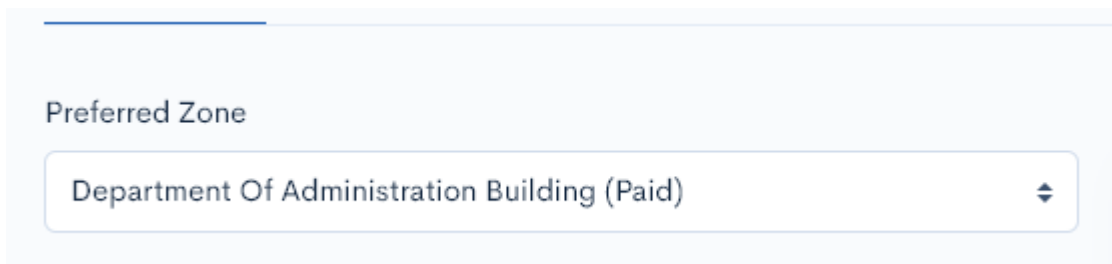 Preferred Zone
Department Of Administration Building (Paid)